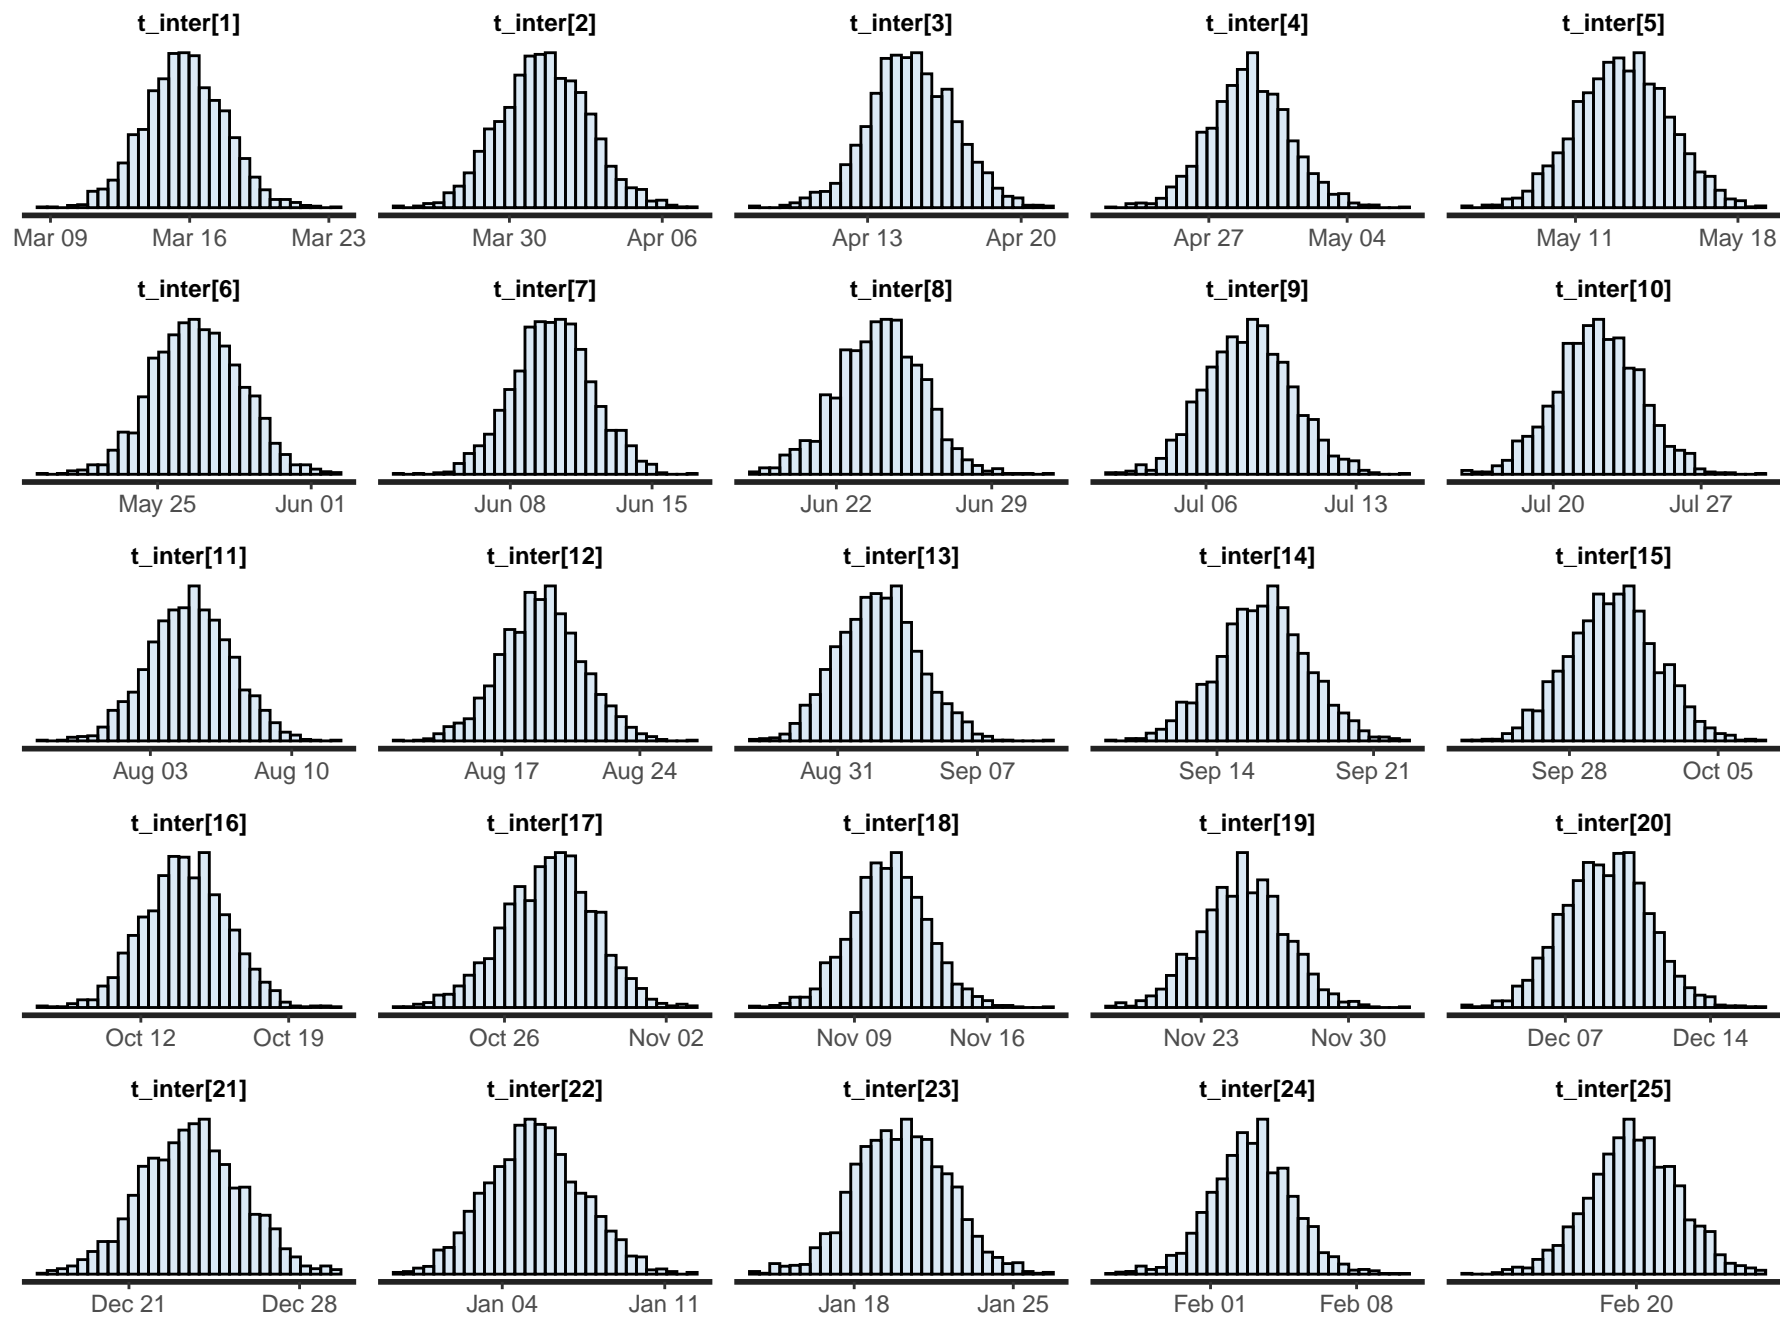 t_inter[1] t_inter[2] t_inter[3] t_inter[4] t_inter[5]
Mar 09 Mar 16 Mar 23 Mar 30 Apr 06 Apr 13 Apr 20 Apr 27 May 04 May 11 May 18
t_inter[6] t_inter[7] t_inter[8] t_inter[9] t_inter[10]
May 25 Jun 01 Jun 08 Jun 15 Jun 22 Jun 29 Jul 06 Jul 13 Jul 20 Jul 27
t_inter[11] t_inter[12] t_inter[13] t_inter[14] t_inter[15]
Aug 03 Aug 10 Aug 17 Aug 24 Aug 31 Sep 07 Sep 14 Sep 21 Sep 28 Oct 05
t_inter[16] t_inter[17] t_inter[18] t_inter[19] t_inter[20]
Oct 12 Oct 19 Oct 26 Nov 02 Nov 09 Nov 16 Nov 23 Nov 30 Dec 07 Dec 14
t_inter[21] t_inter[22] t_inter[23] t_inter[24] t_inter[25]
Dec 21 Dec 28 Jan 04 Jan 11 Jan 18 Jan 25 Feb 01 Feb 08 Feb 20